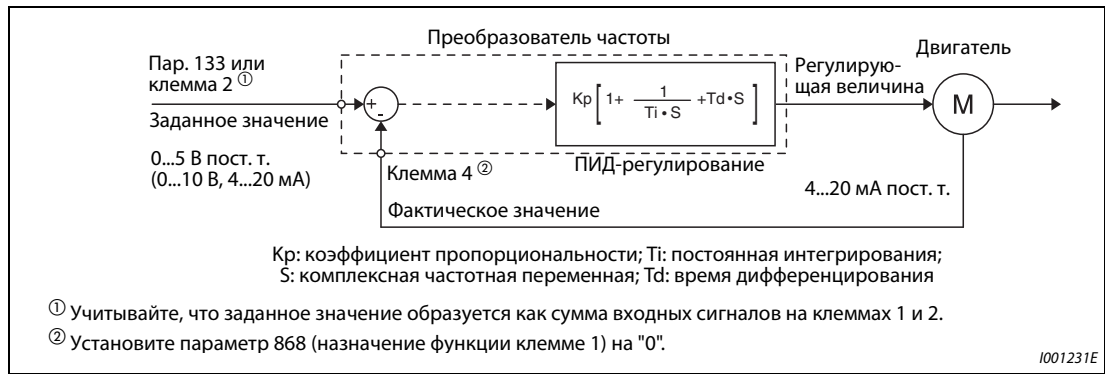 Преобразователь частоты
Двигатель
Пар. 133 или
клемма 2 ①
Заданное значение
0...5 В пост. т.
(0...10 В, 4...20 мА)
+
-
Kp[1+ 1/(Ti•S) +Td•S]
ПИД-регулирование
Регулирую-
щая величина
M
Клемма 4 ②
Фактическое значение
4...20 мА пост. т.
Kp: коэффициент пропорциональности; Ti: постоянная интегрирования;
S: комплексная частотная переменная; Td: время дифференцирования
① Учитывайте, что заданное значение образуется как сумма входных сигналов на клеммах 1 и 2.
② Установите параметр 868 (назначение функции клемме 1) на "0".
I001231E